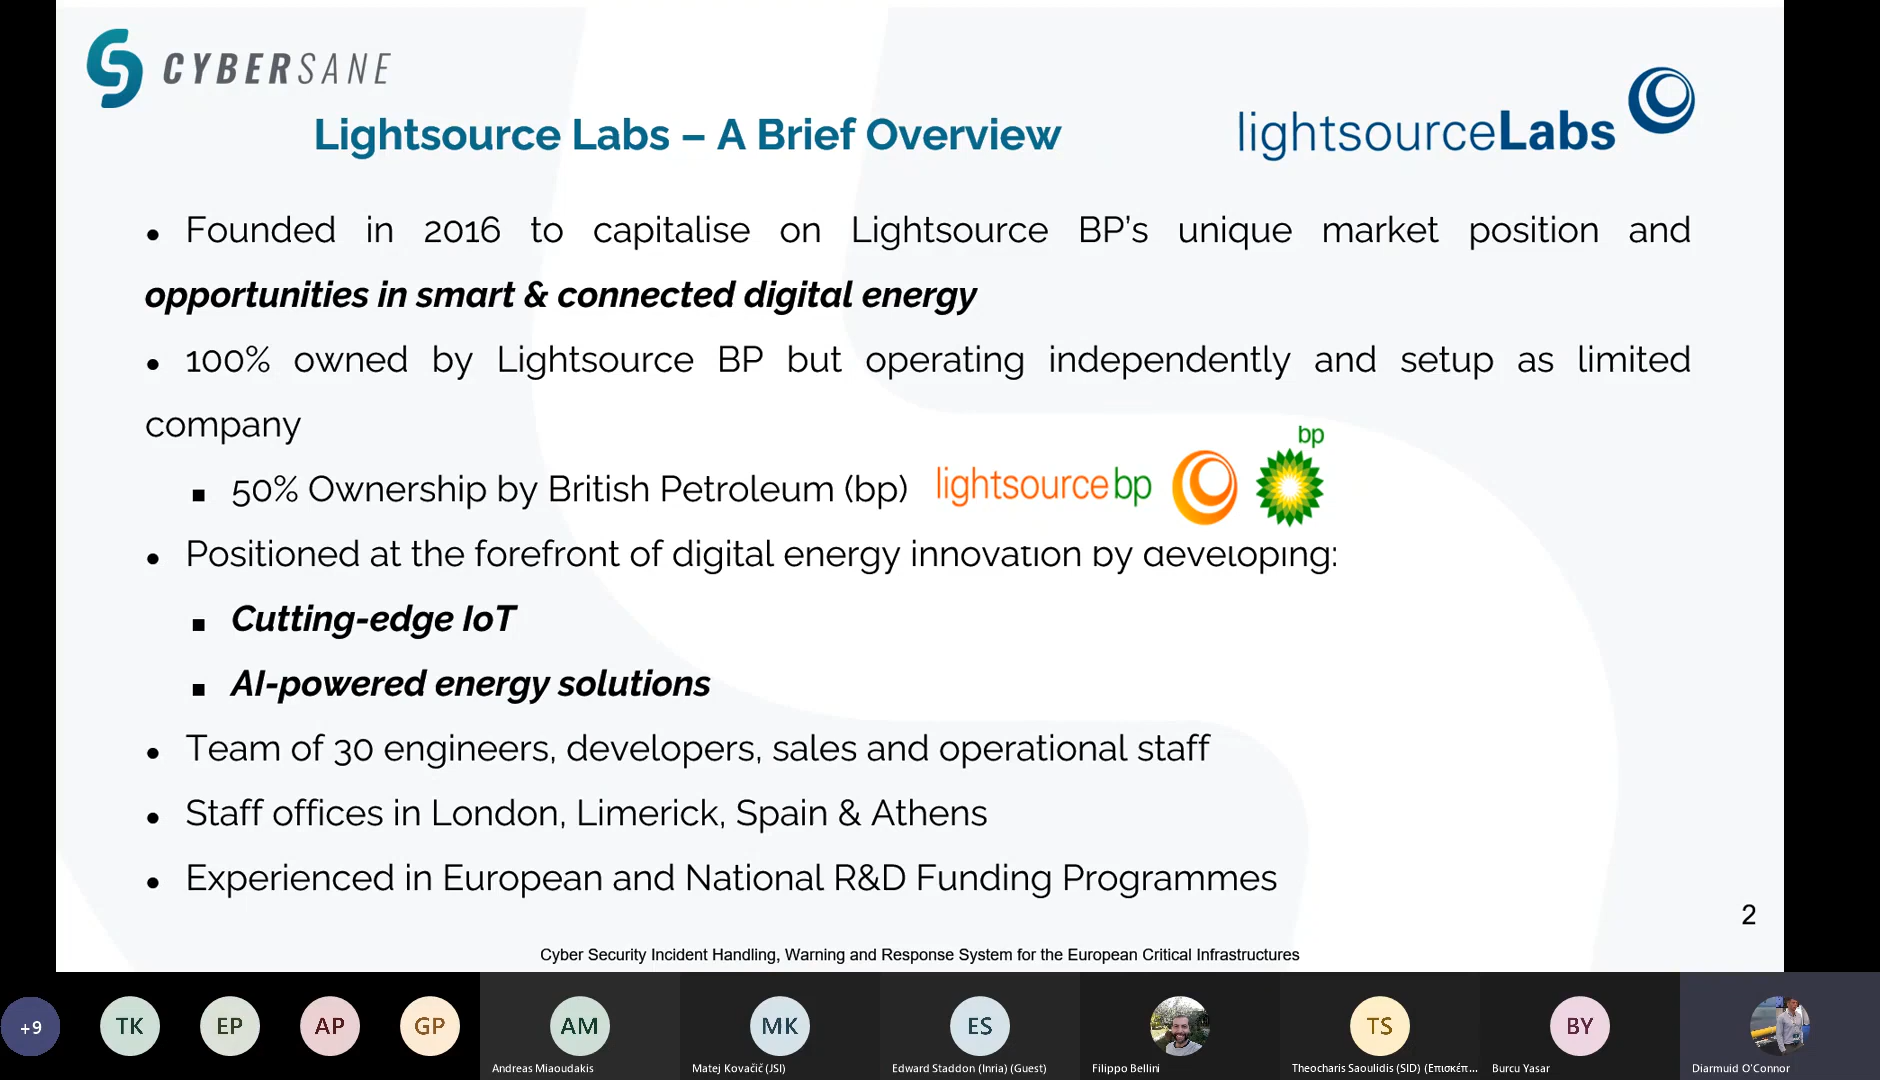 CYBERSANE
Lightsource Labs – A Brief Overview
lightsourceLabs
● Founded in 2016 to capitalise on Lightsource BP’s unique market position and
opportunities in smart & connected digital energy
● 100% owned by Lightsource BP but operating independently and setup as limited
company
■ 50% Ownership by British Petroleum (bp)
lightsource bp
bp
● Positioned at the forefront of digital energy innovation by developing:
■ Cutting-edge IoT
■ AI-powered energy solutions
● Team of 30 engineers, developers, sales and operational staff
● Staff offices in London, Limerick, Spain & Athens
● Experienced in European and National R&D Funding Programmes
2
Cyber Security Incident Handling, Warning and Response System for the European Critical Infrastructures
+9
TK
EP
AP
GP
AM
MK
ES
TS
BY
Andreas Miaoudakis
Matej Kovačič (JSI)
Edward Staddon (Inria) (Guest)
Filippo Bellini
Theocharis Saoulidis (SID) (Επισκέπ...
Burcu Yasar
Diarmuid O'Connor